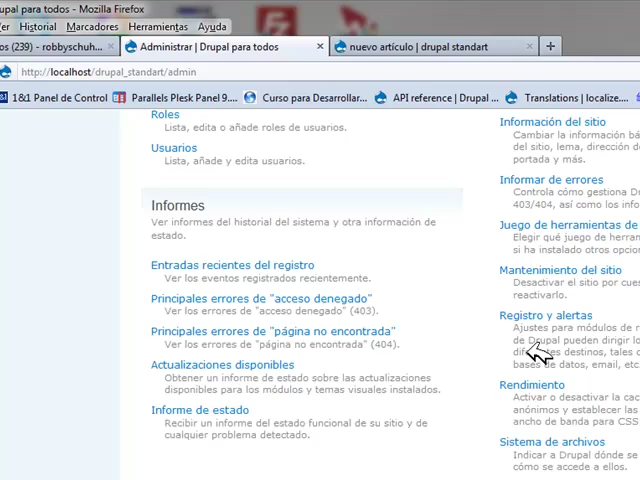 upal para todos - Mozilla Firefox
er Historial Marcadores Herramientas Ayuda
os (239) - robbyschuh... × Administrar | Drupal para todos × nuevo artículo | drupal standart × +
http://localhost/drupal_standart/admin
1&1 Panel de Control Parallels Plesk Panel 9.... Curso para Desarrollar... API reference | Drupal ... Translations | localize....
Roles
Lista, edita o añade roles de usuarios.
Usuarios
Lista, añade y edita usuarios.
Informes
Ver informes del historial del sistema y otra información de
estado.
Entradas recientes del registro
Ver los eventos registrados recientemente.
Principales errores de "acceso denegado"
Ver los errores de "acceso denegado" (403).
Principales errores de "página no encontrada"
Ver los errores de "página no encontrada" (404).
Actualizaciones disponibles
Obtener un informe de estado sobre las actualizaciones
disponibles para los módulos y temas visuales instalados.
Informe de estado
Recibir un informe del estado funcional de su sitio y de
cualquier problema detectado.
Información del sitio
Cambiar la información bá
del sitio, lema, dirección d
portada y más.
Informar de errores
Controla cómo gestiona Dr
403/404, así como los info
Juego de herramientas de
Elegir qué juego de herran
si ha instalado otros opcion
Mantenimiento del sitio
Desactivar el sitio por cues
reactivarlo.
Registro y alertas
Ajustes para módulos de r
de Drupal pueden dirigir lo
diferentes destinos, tales c
bases de datos, email, etc.
Rendimiento
Activar o desactivar la cac
anónimos y establecer las
ancho de banda para CSS
Sistema de archivos
Indicar a Drupal dónde se
cómo se accede a ellos.